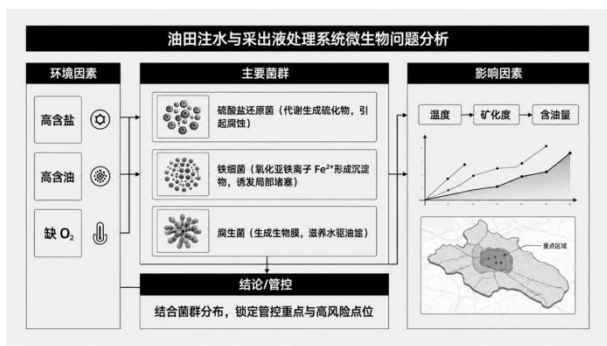 油田注水与采出液处理系统微生物问题分析
环境因素
高含盐
高含油
缺 O₂
主要菌群
硫酸盐还原菌（代谢生成硫化物，引
起腐蚀）
铁细菌（氧化亚铁离子 Fe²⁺形成沉淀
物，诱发局部堵塞）
腐生菌（生成生物膜，滋养水驱油
结论/管控
结合菌群分布，锁定管控重点与高风险点位
影响因素
温度
矿化度
含油量
重点区域